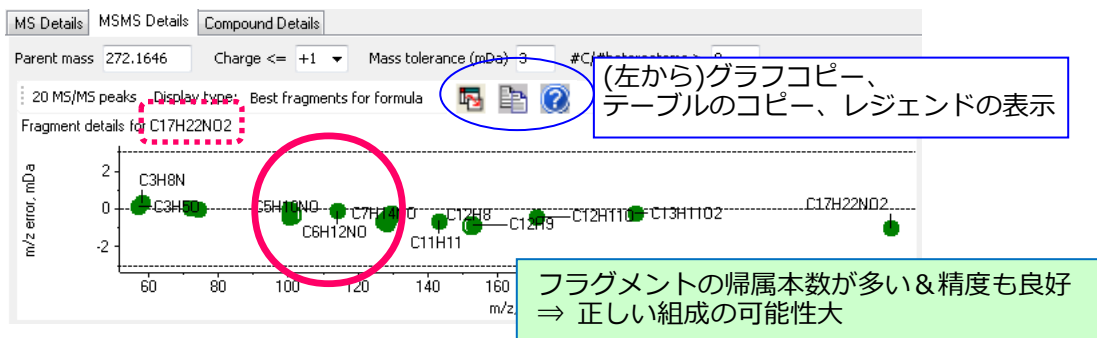 MS Details MSMS Details Compound Details
Parent mass 272.1646 Charge <= +1 Mass tolerance (mDa) 3
(左から)グラフコピー、
テーブルのコピー、レジェンドの表示
20 MS/MS peaks Display type: Best fragments for formula
Fragment details for C17H22NO2
m/z error, mDa
2
0
-2
C3H8N
C3H5O
C5H10NO
C6H12NO
C7H14NO
C11H11
C12H8
C12H9
C12H11O
C13H11O2
C17H22NO2
60 80 100 120 140 160
m/z,
フラグメントの帰属本数が多い&精度も良好
⇒ 正しい組成の可能性大